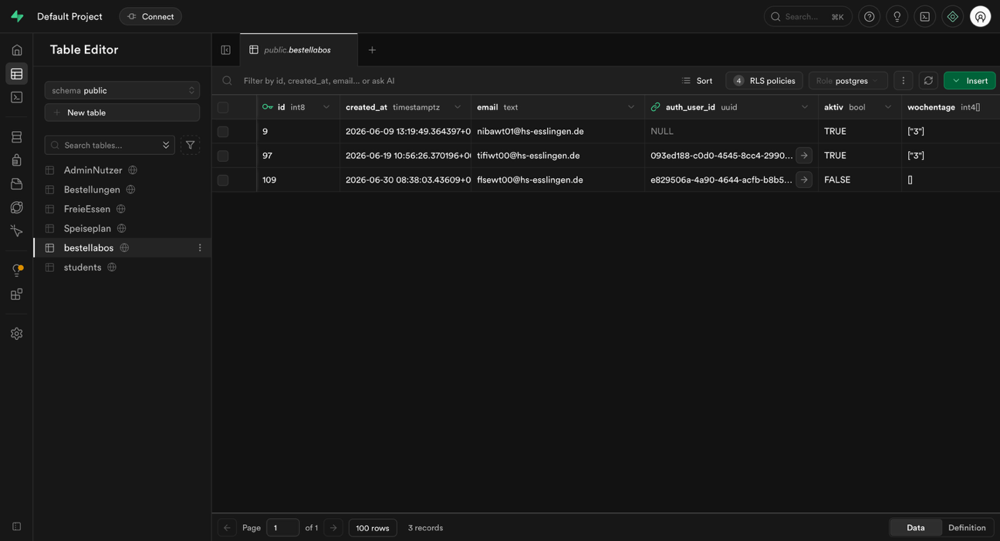 Default Project
Connect
Search... ⌘K
Table Editor
schema public
New table
Search tables...
AdminNutzer
Bestellungen
FreieEssen
Speiseplan
bestellabos
students
public.bestellabos
Filter by id, created_at, email... or ask AI
Sort
4 RLS policies
Role postgres
Insert
id int8 created_at timestamptz email text auth_user_id uuid aktiv bool wochentage int4[]
9 2026-06-09 13:19:49.364397+0 nibawt01@hs-esslingen.de NULL TRUE ["3"]
97 2026-06-19 10:56:26.370196+00 tifiwt00@hs-esslingen.de 093ed188-c0d0-4545-8cc4-2990... TRUE ["3"]
109 2026-06-30 08:38:03.43609+0 flsewt00@hs-esslingen.de e829506a-4a90-4644-acfb-b8b5... FALSE []
Page 1 of 1 100 rows 3 records
Data Definition